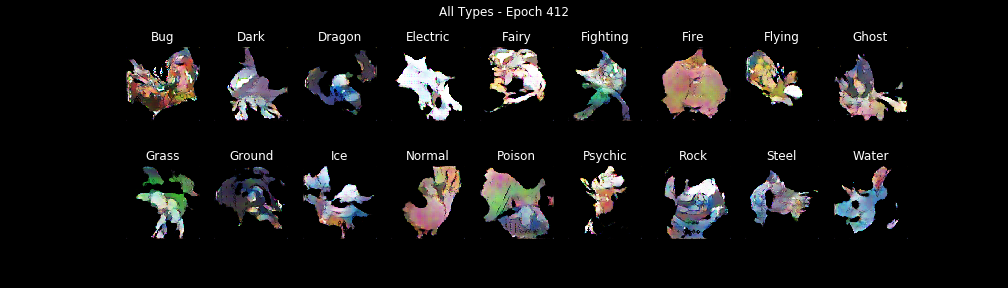 All Types - Epoch 412
Bug Dark Dragon Electric Fairy Fighting Fire Flying Ghost
Grass Ground Ice Normal Poison Psychic Rock Steel Water